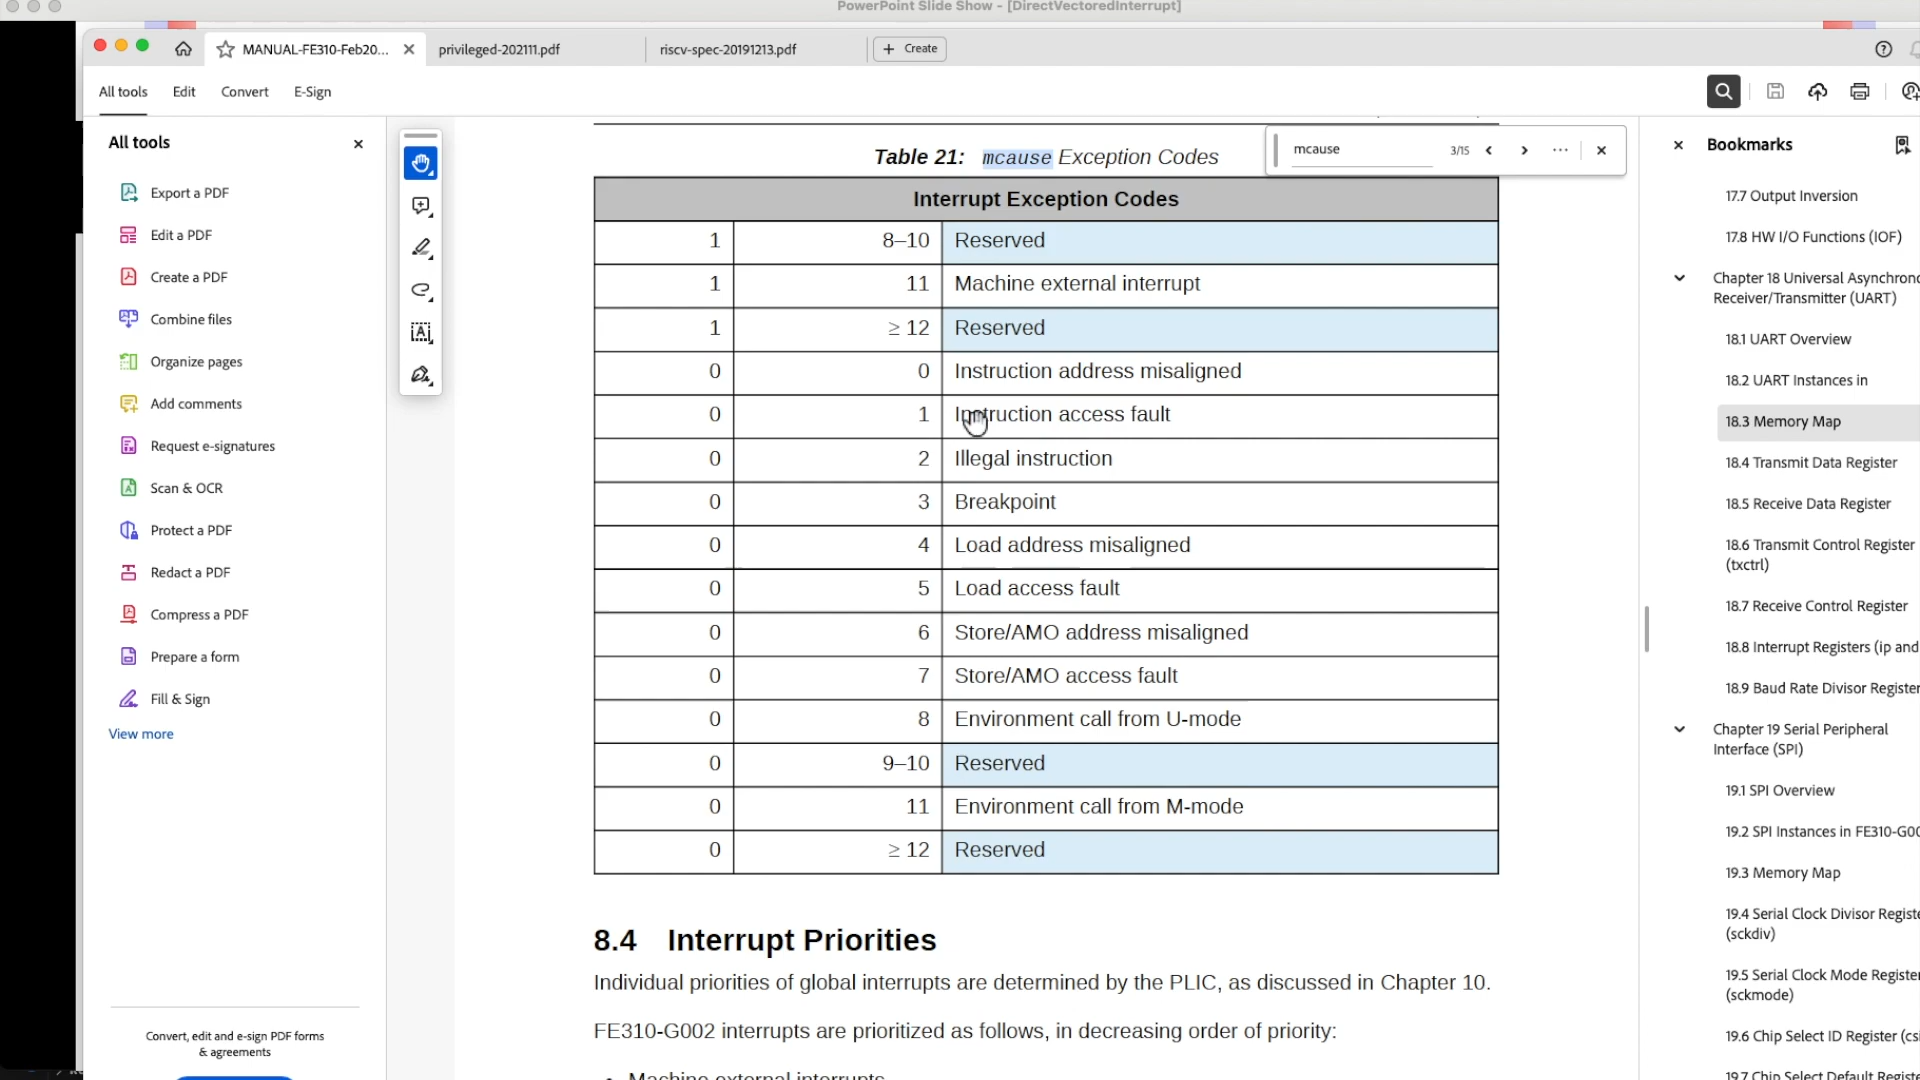 PowerPoint Slide Show - [DirectVectoredInterrupt]
MANUAL-FE310-Feb20...
privileged-202111.pdf
riscv-spec-20191213.pdf
+ Create
All tools
Edit
Convert
E-Sign
All tools
Export a PDF
Edit a PDF
Create a PDF
Combine files
Organize pages
Add comments
Request e-signatures
Scan & OCR
Protect a PDF
Redact a PDF
Compress a PDF
Prepare a form
Fill & Sign
View more
Convert, edit and e-sign PDF forms
& agreements
mcause
3/15
Table 21: mcause Exception Codes
Interrupt Exception Codes
1 8–10 Reserved
1 11 Machine external interrupt
1 ≥ 12 Reserved
0 0 Instruction address misaligned
0 1 Instruction access fault
0 2 Illegal instruction
0 3 Breakpoint
0 4 Load address misaligned
0 5 Load access fault
0 6 Store/AMO address misaligned
0 7 Store/AMO access fault
0 8 Environment call from U-mode
0 9–10 Reserved
0 11 Environment call from M-mode
0 ≥ 12 Reserved
8.4 Interrupt Priorities
Individual priorities of global interrupts are determined by the PLIC, as discussed in Chapter 10.
FE310-G002 interrupts are prioritized as follows, in decreasing order of priority:
• Machine external interrupts
Bookmarks
17.7 Output Inversion
17.8 HW I/O Functions (IOF)
Chapter 18 Universal Asynchrono
Receiver/Transmitter (UART)
18.1 UART Overview
18.2 UART Instances in
18.3 Memory Map
18.4 Transmit Data Register
18.5 Receive Data Register
18.6 Transmit Control Register
(txctrl)
18.7 Receive Control Register
18.8 Interrupt Registers (ip and
18.9 Baud Rate Divisor Register
Chapter 19 Serial Peripheral
Interface (SPI)
19.1 SPI Overview
19.2 SPI Instances in FE310-G00
19.3 Memory Map
19.4 Serial Clock Divisor Registe
(sckdiv)
19.5 Serial Clock Mode Register
(sckmode)
19.6 Chip Select ID Register (csi
19.7 Chip Select Default Registe